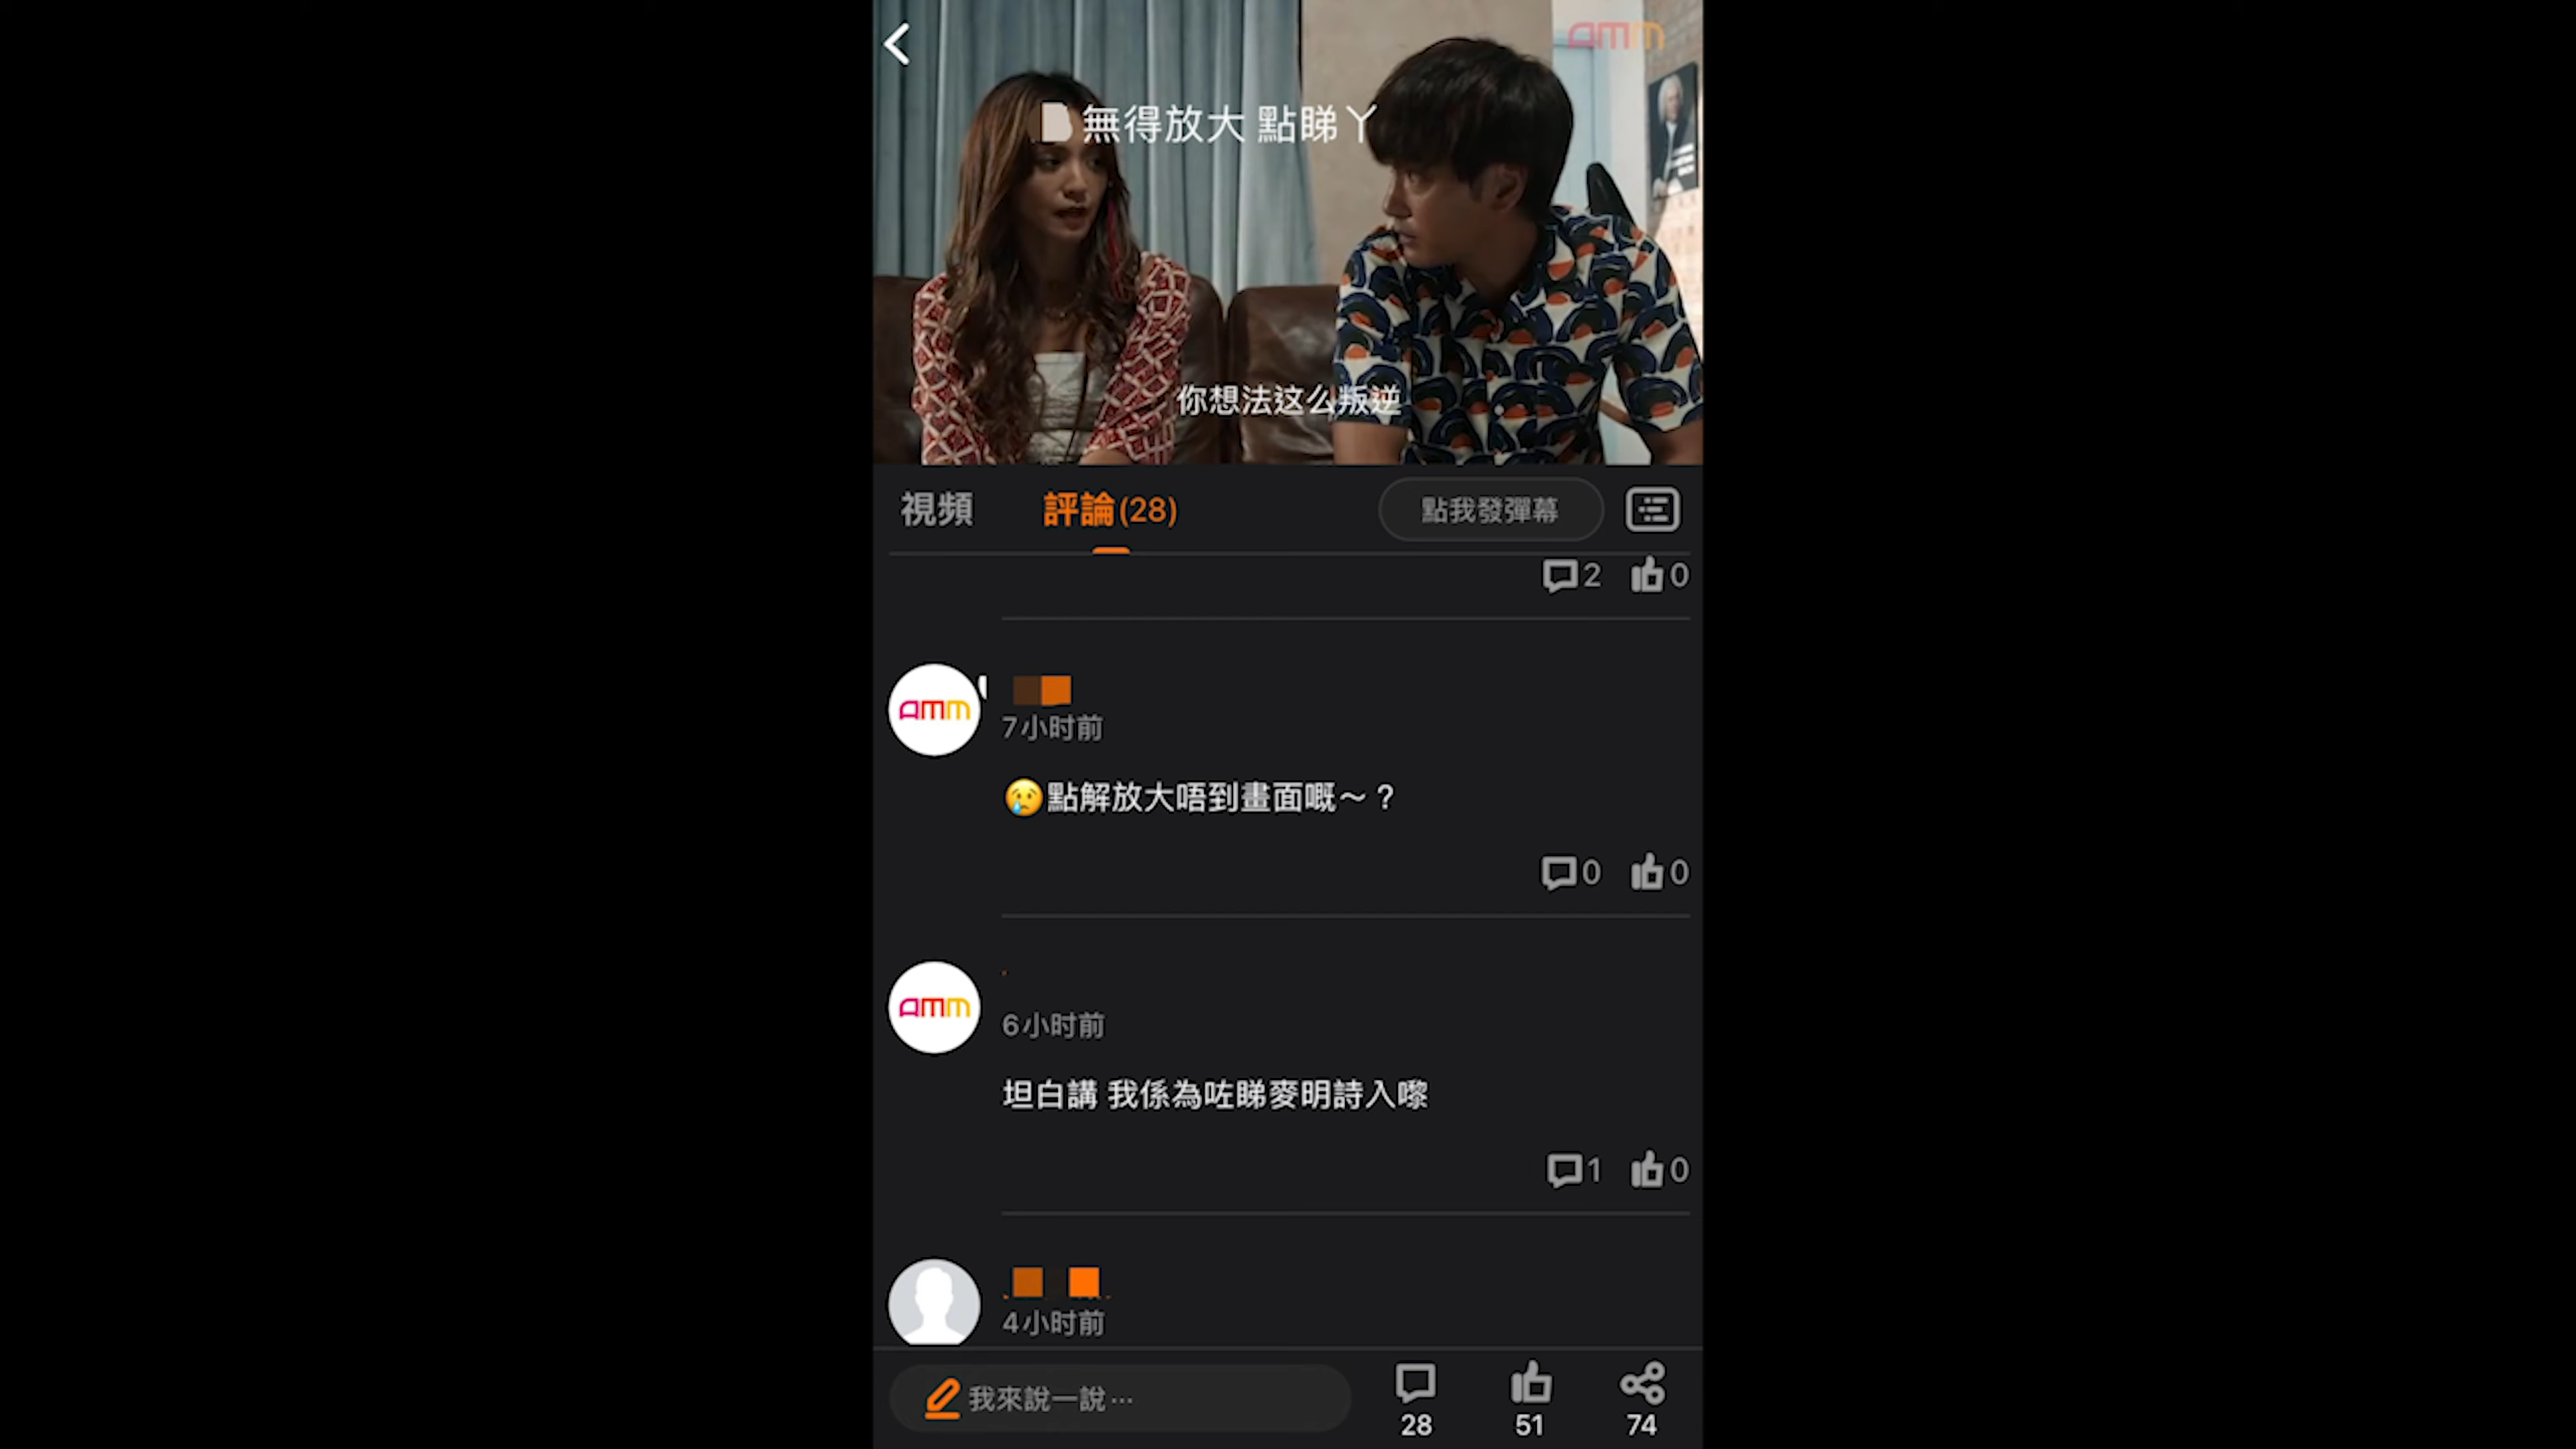 amm
無得放大 點睇丫
你想法这么叛逆
視頻
評論(28)
點我發彈幕
2
0
amm
7小时前
😢點解放大唔到畫面嘅～？
0
0
amm
6小时前
坦白講 我係為咗睇麥明詩入嚟
1
0
4小时前
我來說一說…
28
51
74